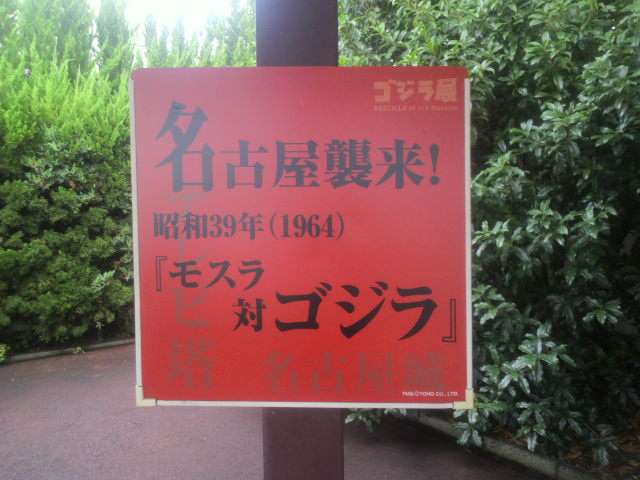 ゴジラ展
GODZILLA at the Museum
名古屋襲来!
昭和39年(1964)
『モスラ
対ゴジラ』
テレビ塔
名古屋城
TM&©TOHO CO., LTD.